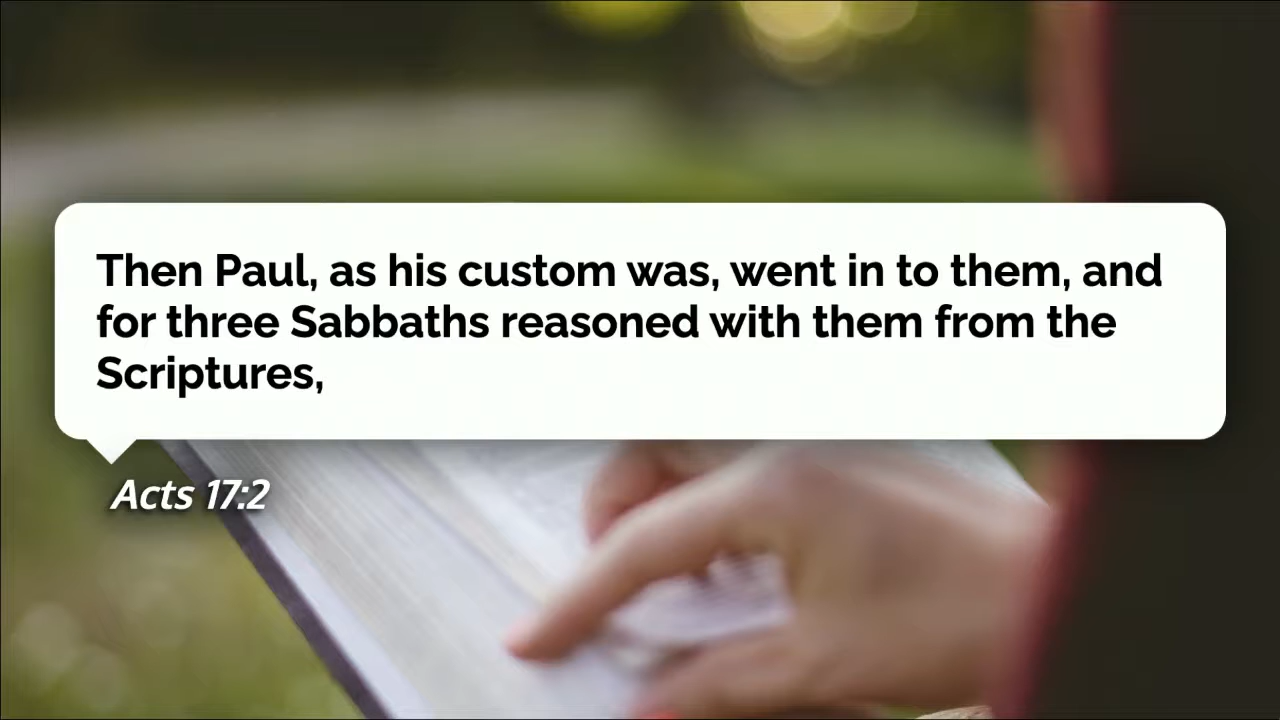 Then Paul, as his custom was, went in to them, and
for three Sabbaths reasoned with them from the
Scriptures,
Acts 17:2